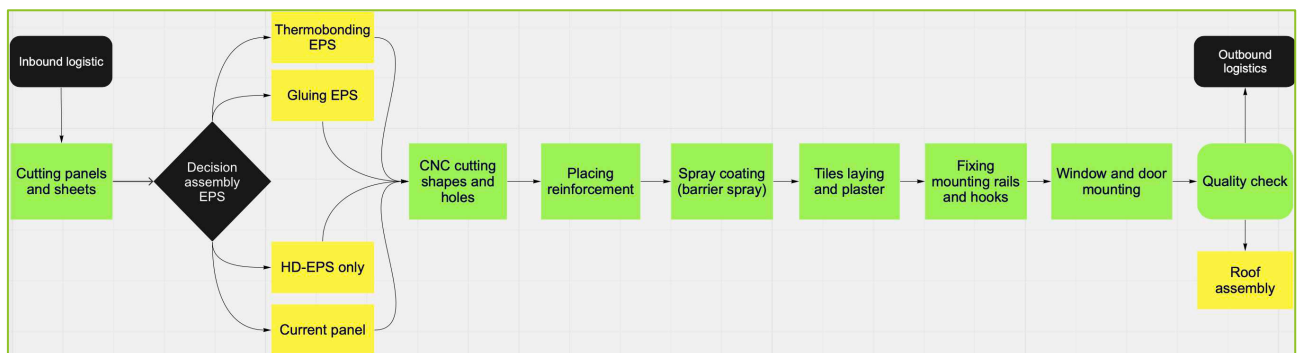 Inbound logistic
Cutting panels
and sheets
Decision
assembly
EPS
Thermobonding
EPS
Gluing EPS
HD-EPS only
Current panel
CNC cutting
shapes and
holes
Placing
reinforcement
Spray coating
(barrier spray)
Tiles laying
and plaster
Fixing
mounting rails
and hooks
Window and door
mounting
Outbound
logistics
Quality check
Roof
assembly